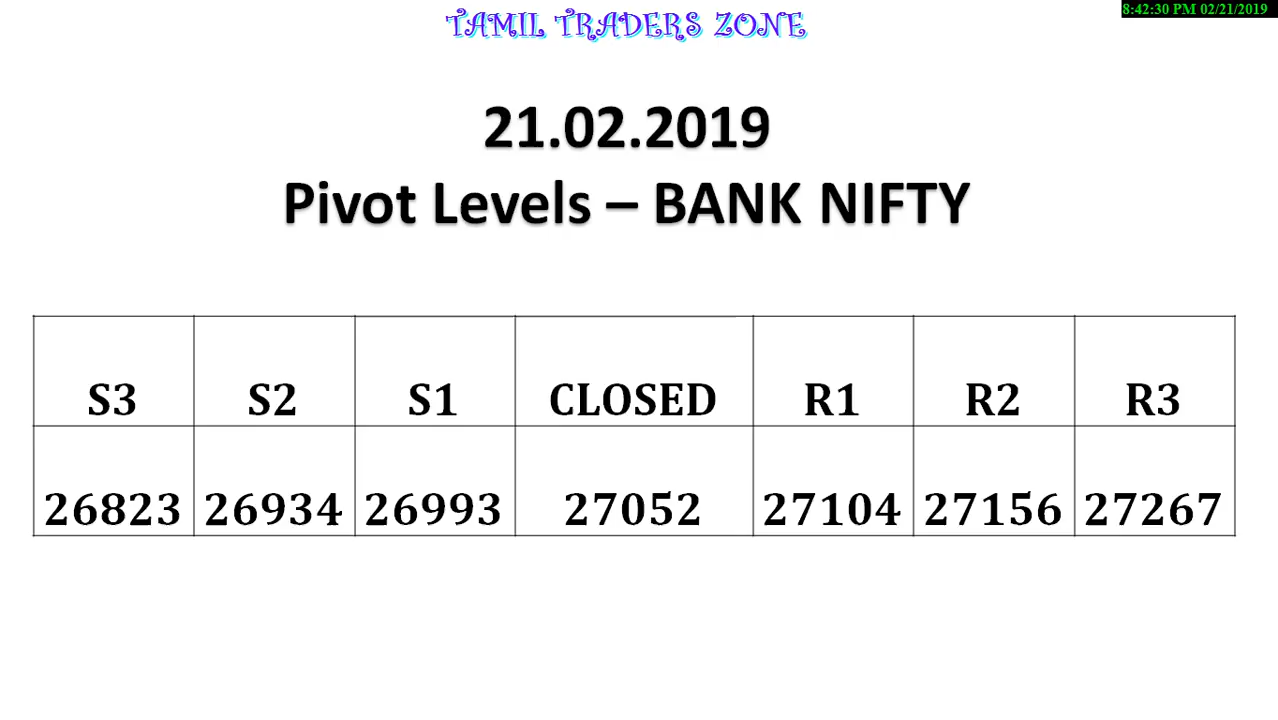 TAMIL TRADERS ZONE
8:42:30 PM 02/21/2019
21.02.2019
Pivot Levels – BANK NIFTY
S3 S2 S1 CLOSED R1 R2 R3
26823 26934 26993 27052 27104 27156 27267